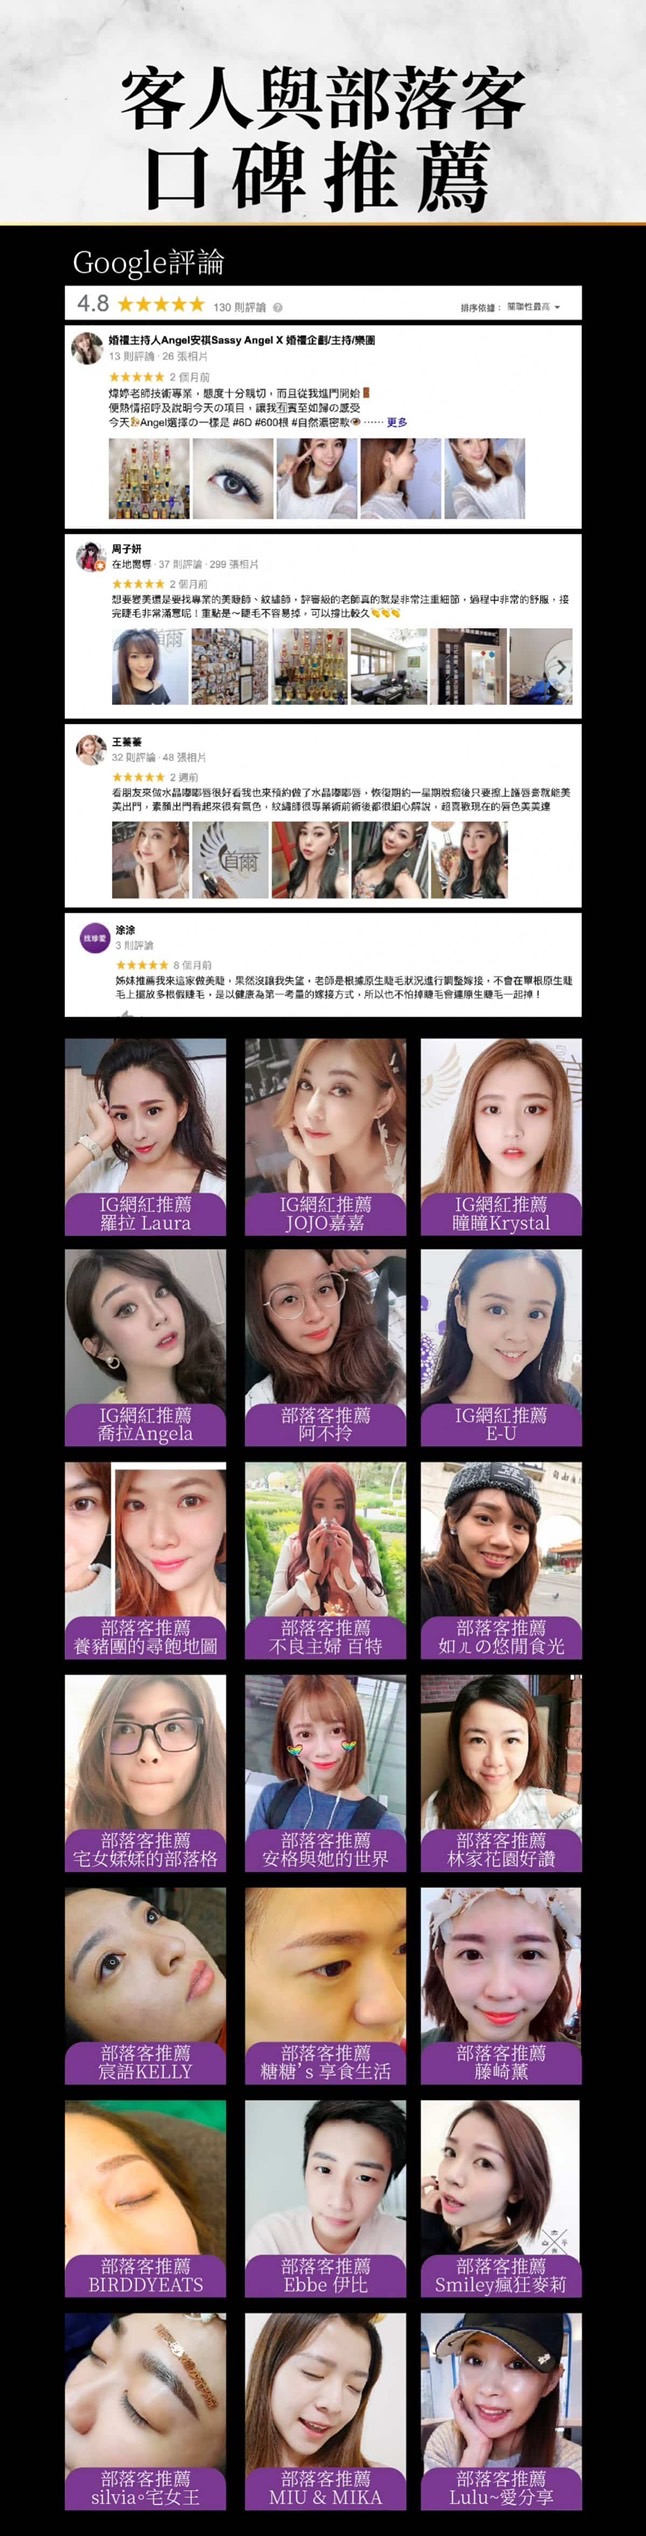 客人與部落客
口碑推薦
Google評論
4.8 130 則評論
排序依據： 關聯性最高
婚禮主持人Angel安祺Sassy Angel X 婚禮企劃/主持/樂團
13 則評論 · 26 張相片
2 個月前
煒婷老師技術專業，態度十分親切，而且從我進門開始🚪
便熱情招呼及說明今天の項目，讓我🈶賓至如歸の感受
今天Angel選擇の一樣是 #6D #600根 #自然濃密款👁 …… 更多
周子妍
在地嚮導 · 37 則評論 · 299 張相片
2 個月前
想要變美還是要找專業的美睫師、紋繡師，評審級的老師真的就是非常注重細節，過程中非常的舒服，接
完睫毛非常滿意呢！重點是～睫毛不容易掉，可以撐比較久👏👏👏
首爾
王蓁蓁
32 則評論 · 48 張相片
2 週前
看朋友來做水晶嘟嘟唇很好看我也來預約做了水晶嘟嘟唇，恢復期約一星期脫痂後只要擦上護唇膏就能美
美出門，素顏出門看起來很有氣色，紋繡師很專業術前術後都很細心解說，超喜歡現在的唇色美美噠
首爾
找珍愛
涂涂
3 則評論
8 個月前
姊妹推薦我來這家做美睫，果然沒讓我失望，老師是根據原生睫毛狀況進行調整嫁接，不會在單根原生睫
毛上擺放多根假睫毛，是以健康為第一考量的嫁接方式，所以也不怕掉睫毛會連原生睫毛一起掉！
IG網紅推薦
羅拉 Laura
IG網紅推薦
JOJO嘉嘉
IG網紅推薦
瞳瞳Krystal
IG網紅推薦
喬拉Angela
部落客推薦
阿不拎
IG網紅推薦
E-U
部落客推薦
養豬團的尋飽地圖
部落客推薦
不良主婦 百特
部落客推薦
如ㄦの悠閒食光
部落客推薦
宅女媃媃的部落格
部落客推薦
安格與她的世界
部落客推薦
林家花園好讚
部落客推薦
宸語KELLY
部落客推薦
糖糖’s 享食生活
部落客推薦
藤崎薰
部落客推薦
BIRDDYEATS
部落客推薦
Ebbe 伊比
部落客推薦
Smiley瘋狂麥莉
部落客推薦
silvia°宅女王
部落客推薦
MIU & MIKA
部落客推薦
Lulu~愛分享